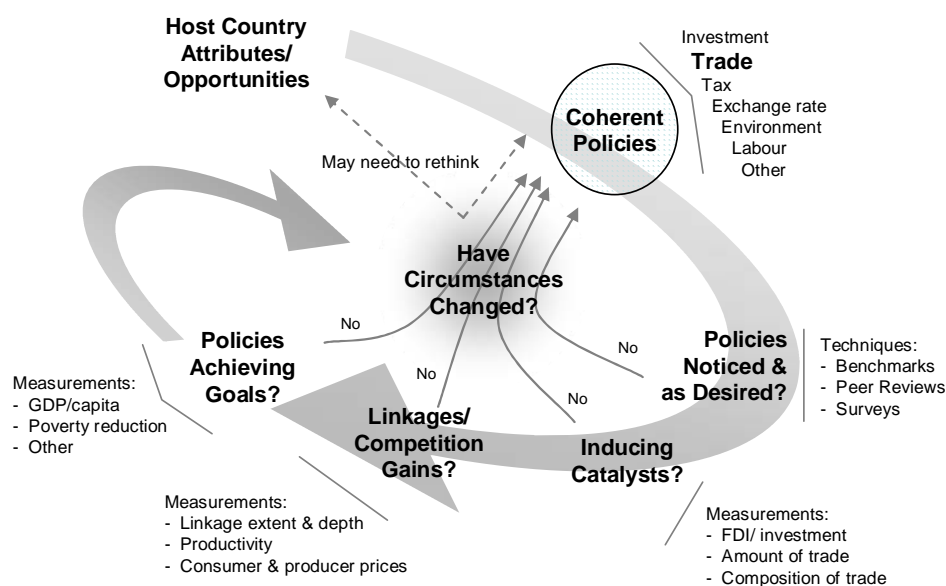 Host Country
Attributes/
Opportunities
Investment
Trade
Tax
Exchange rate
Environment
Labour
Other
Coherent
Policies
May need to rethink
Have
Circumstances
Changed?
No
No
No
No
Policies
Noticed &
as Desired?
Techniques:
- Benchmarks
- Peer Reviews
- Surveys
Policies
Achieving
Goals?
Measurements:
- GDP/capita
- Poverty reduction
- Other
Linkages/
Competition
Gains?
Inducing
Catalysts?
Measurements:
- Linkage extent & depth
- Productivity
- Consumer & producer prices
Measurements:
- FDI/ investment
- Amount of trade
- Composition of trade